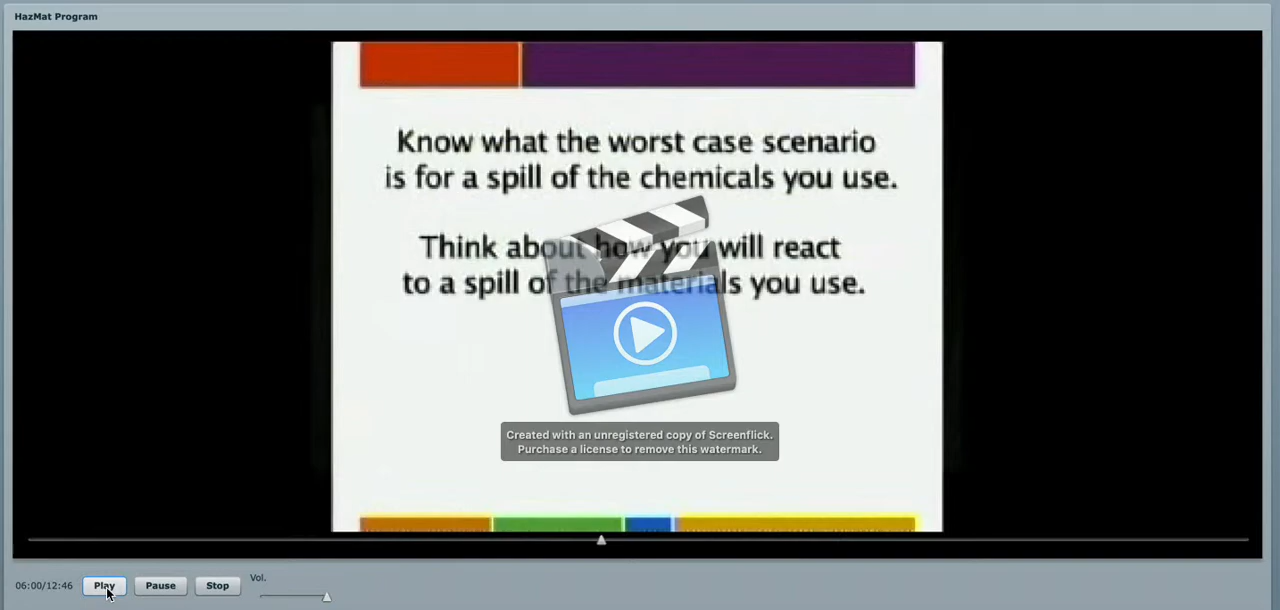 HazMat Program
Know what the worst case scenario
is for a spill of the chemicals you use.
Think about how you will react
to a spill of the materials you use.
Created with an unregistered copy of Screenflick.
Purchase a license to remove this watermark.
06:00/12:46
Play
Pause
Stop
Vol.